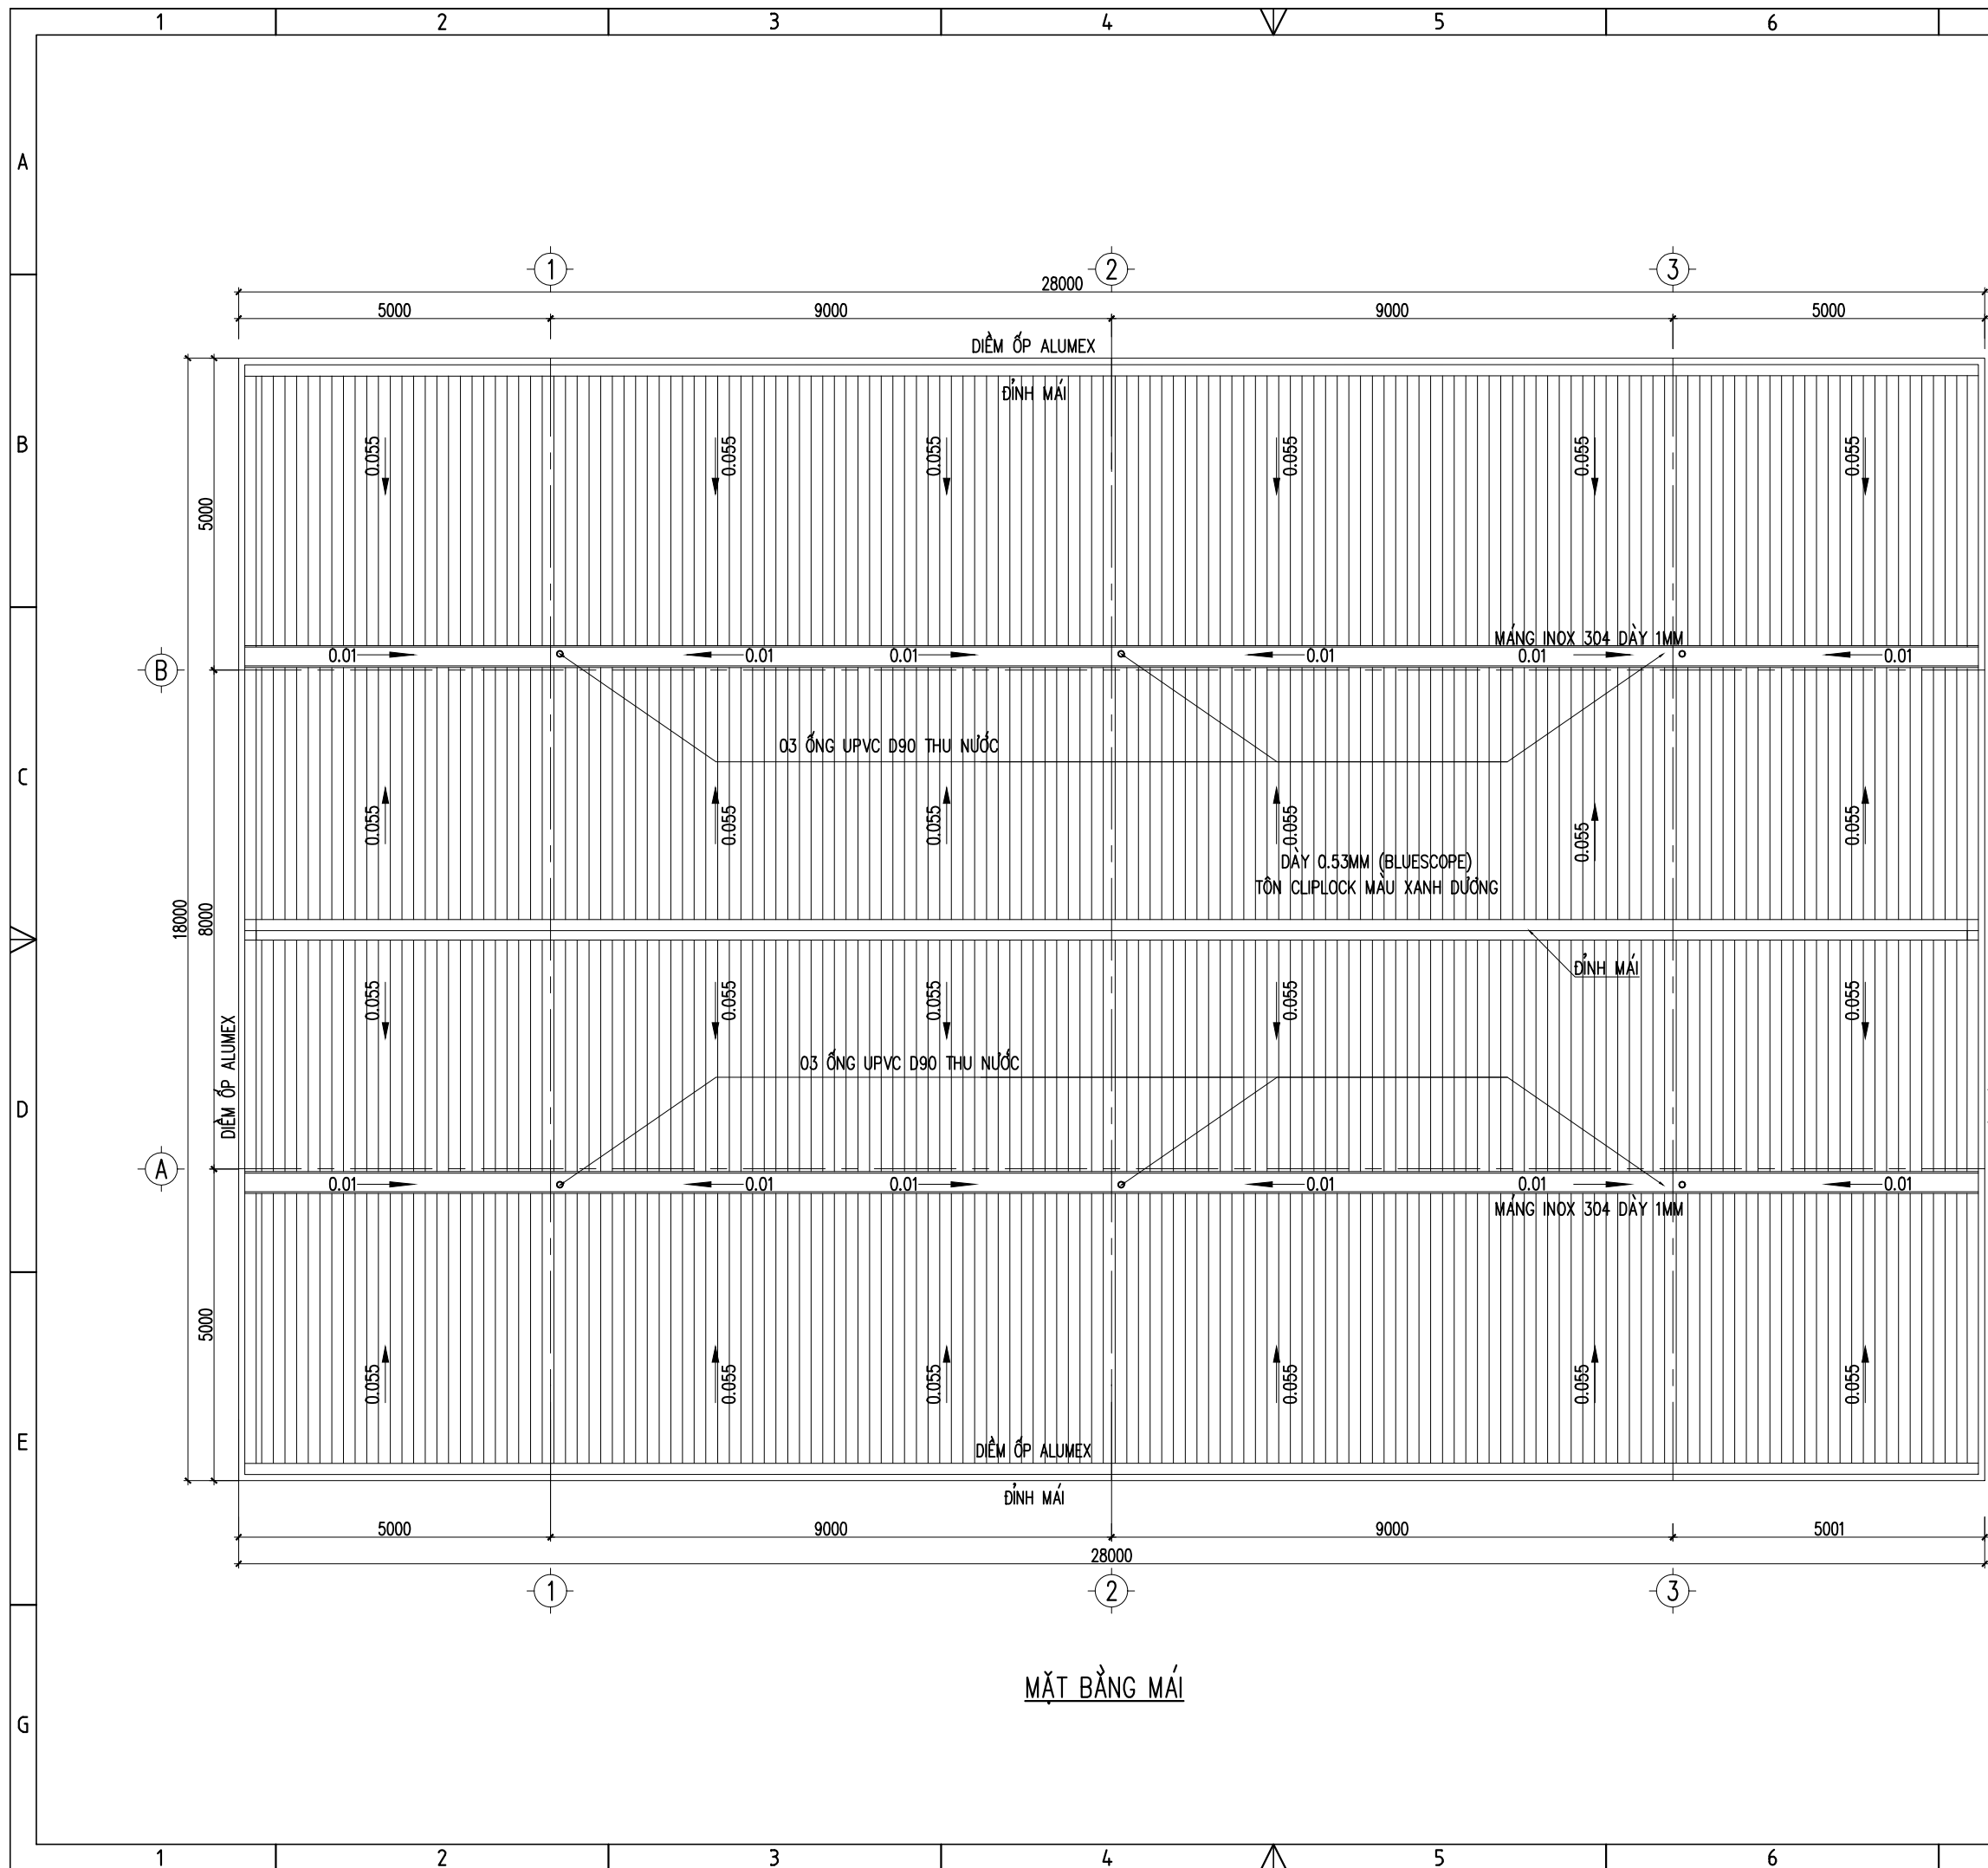 1 2 3 4 5 6
A
1 2 3
28000
5000 9000 9000 5000
DIỀM ỐP ALUMEX
ĐỈNH MÁI
B
0.055 0.055 0.055 0.055 0.055 0.055
5000
MÁNG INOX 304 DÀY 1MM
B 0.01 0.01 0.01 0.01 0.01 0.01
03 ỐNG UPVC D90 THU NƯỚC
C
0.055 0.055 0.055 0.055 0.055 0.055
DÀY 0.53MM (BLUESCOPE)
TÔN CLIPLOCK MÀU XANH DƯƠNG
18000 8000
ĐỈNH MÁI
0.055 0.055 0.055 0.055 0.055
DIỀM ỐP ALUMEX
03 ỐNG UPVC D90 THU NƯỚC
D
A 0.01 0.01 0.01 0.01 0.01 0.01
MÁNG INOX 304 DÀY 1MM
5000
0.055 0.055 0.055 0.055 0.055 0.055
E
DIỀM ỐP ALUMEX
ĐỈNH MÁI
5000 9000 9000 5001
28000
1 2 3
MẶT BẰNG MÁI
G
1 2 3 4 5 6